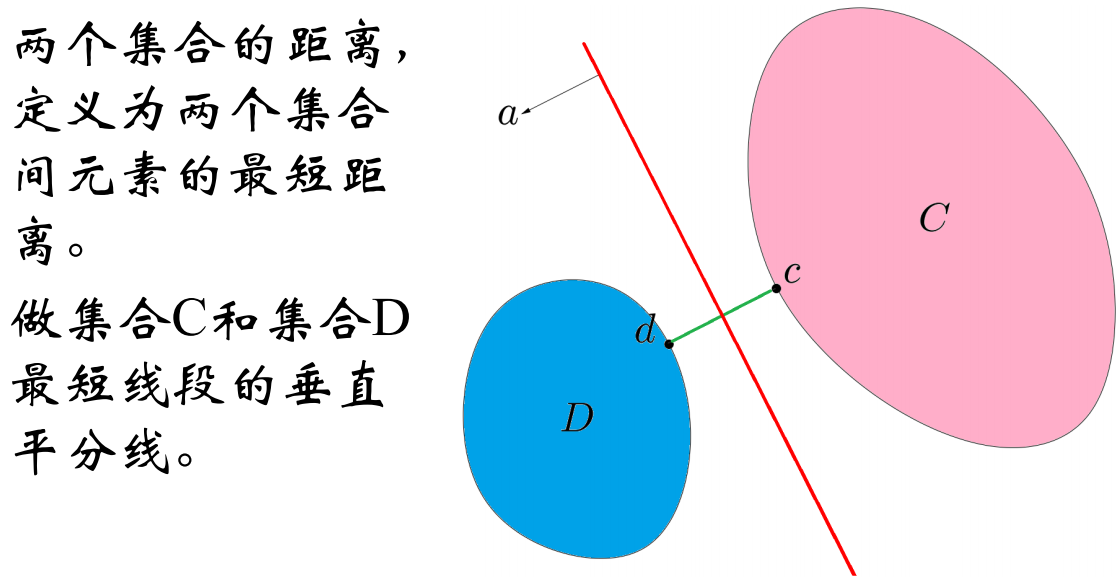 两个集合的距离，
定义为两个集合
间元素的最短距
离。
做集合C和集合D
最短线段的垂直
平分线。
a
C
c
d
D